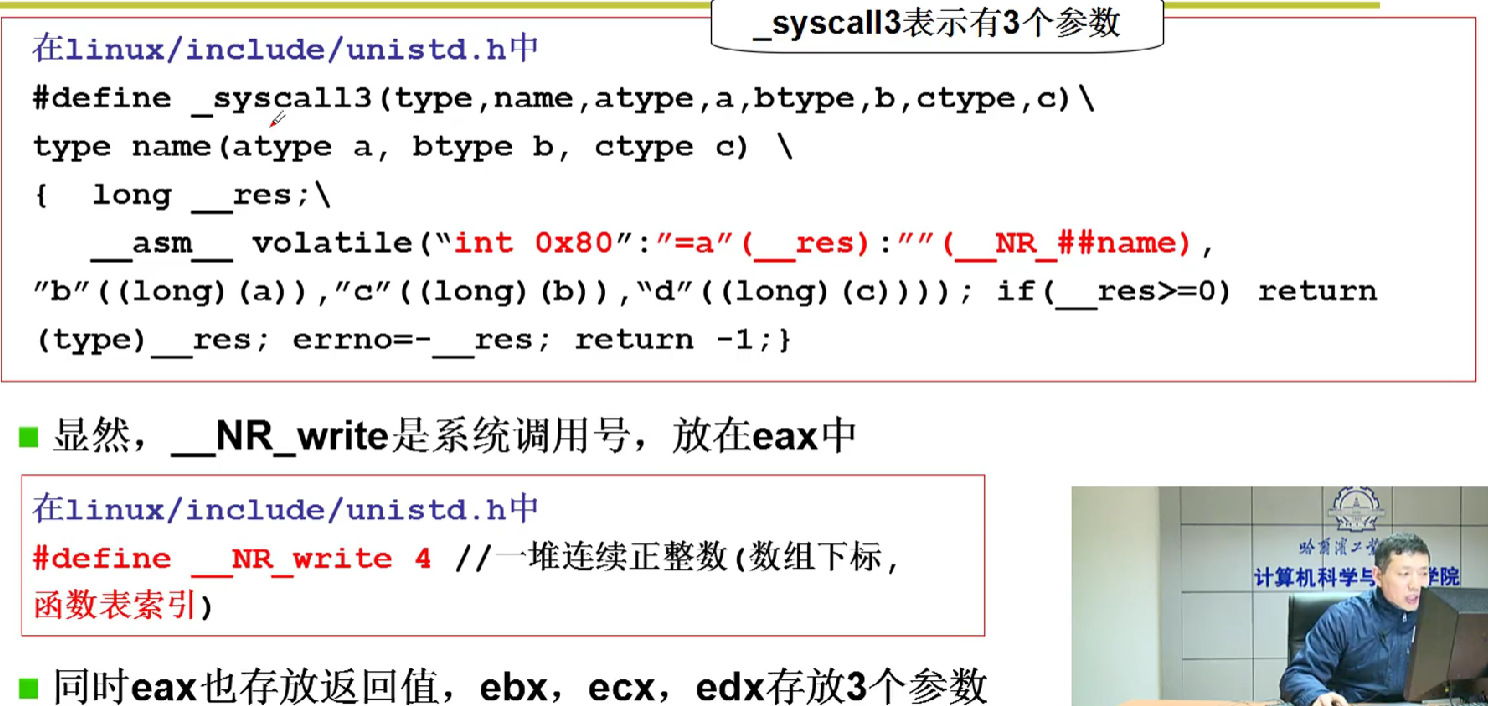 _syscall3表示有3个参数
在linux/include/unistd.h中
#define _syscall3(type,name,atype,a,btype,b,ctype,c)\
type name(atype a, btype b, ctype c) \
{  long __res;\
__asm__ volatile(“int 0x80”:”=a”(__res):””(__NR_##name),
”b”((long)(a)),”c”((long)(b)),“d”((long)(c)))); if(__res>=0) return
(type)__res; errno=-__res; return -1;}
显然，__NR_write是系统调用号，放在eax中
在linux/include/unistd.h中
#define __NR_write 4 //一堆连续正整数(数组下标,
函数表索引)
哈尔滨工
计算机科学与学院
同时eax也存放返回值，ebx，ecx，edx存放3个参数